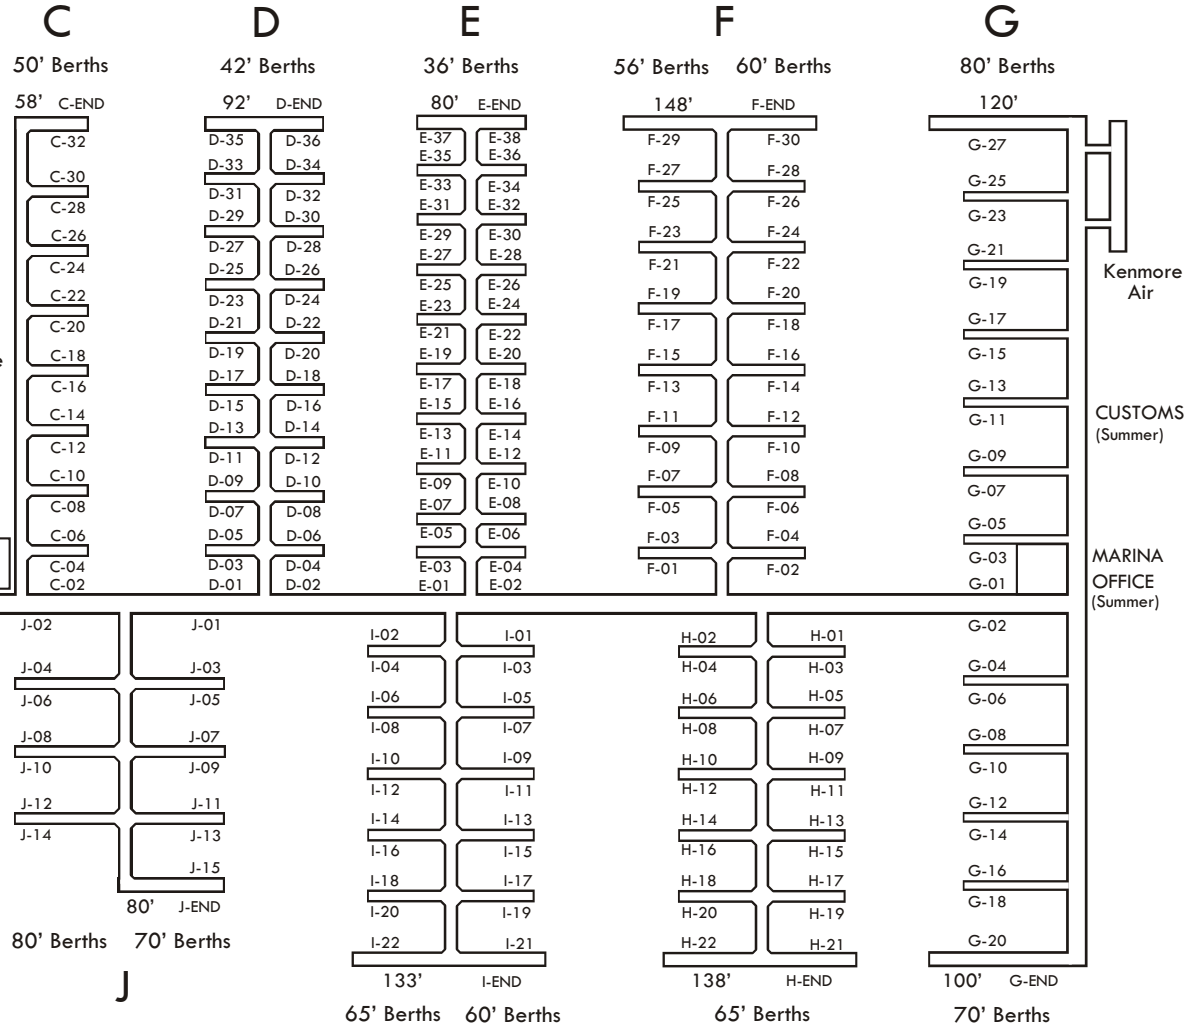 C D E F G
50' Berths 42' Berths 36' Berths 56' Berths 60' Berths 80' Berths
58' C-END 92' D-END 80' E-END 148' F-END 120'
C-32
C-30
C-28
C-26
C-24
C-22
C-20
C-18
C-16
C-14
C-12
C-10
C-08
C-06
C-04
C-02
D-35 D-36
D-33 D-34
D-31 D-32
D-29 D-30
D-27 D-28
D-25 D-26
D-23 D-24
D-21 D-22
D-19 D-20
D-17 D-18
D-15 D-16
D-13 D-14
D-11 D-12
D-09 D-10
D-07 D-08
D-05 D-06
D-03 D-04
D-01 D-02
E-37 E-38
E-35 E-36
E-33 E-34
E-31 E-32
E-29 E-30
E-27 E-28
E-25 E-26
E-23 E-24
E-21 E-22
E-19 E-20
E-17 E-18
E-15 E-16
E-13 E-14
E-11 E-12
E-09 E-10
E-07 E-08
E-05 E-06
E-03 E-04
E-01 E-02
F-29 F-30
F-27 F-28
F-25 F-26
F-23 F-24
F-21 F-22
F-19 F-20
F-17 F-18
F-15 F-16
F-13 F-14
F-11 F-12
F-09 F-10
F-07 F-08
F-05 F-06
F-03 F-04
F-01 F-02
G-27
G-25
G-23
G-21
G-19
G-17
G-15
G-13
G-11
G-09
G-07
G-05
G-03
G-01
Kenmore
Air
CUSTOMS
(Summer)
MARINA
OFFICE
(Summer)
J-02 J-01
J-04 J-03
J-06 J-05
J-08 J-07
J-10 J-09
J-12 J-11
J-14 J-13
J-15
80' J-END
80' Berths 70' Berths
J
I-02 I-01
I-04 I-03
I-06 I-05
I-08 I-07
I-10 I-09
I-12 I-11
I-14 I-13
I-16 I-15
I-18 I-17
I-20 I-19
I-22 I-21
133' I-END
65' Berths 60' Berths
H-02 H-01
H-04 H-03
H-06 H-05
H-08 H-07
H-10 H-09
H-12 H-11
H-14 H-13
H-16 H-15
H-18 H-17
H-20 H-19
H-22 H-21
138' H-END
65' Berths
G-02
G-04
G-06
G-08
G-10
G-12
G-14
G-16
G-18
G-20
100' G-END
70' Berths